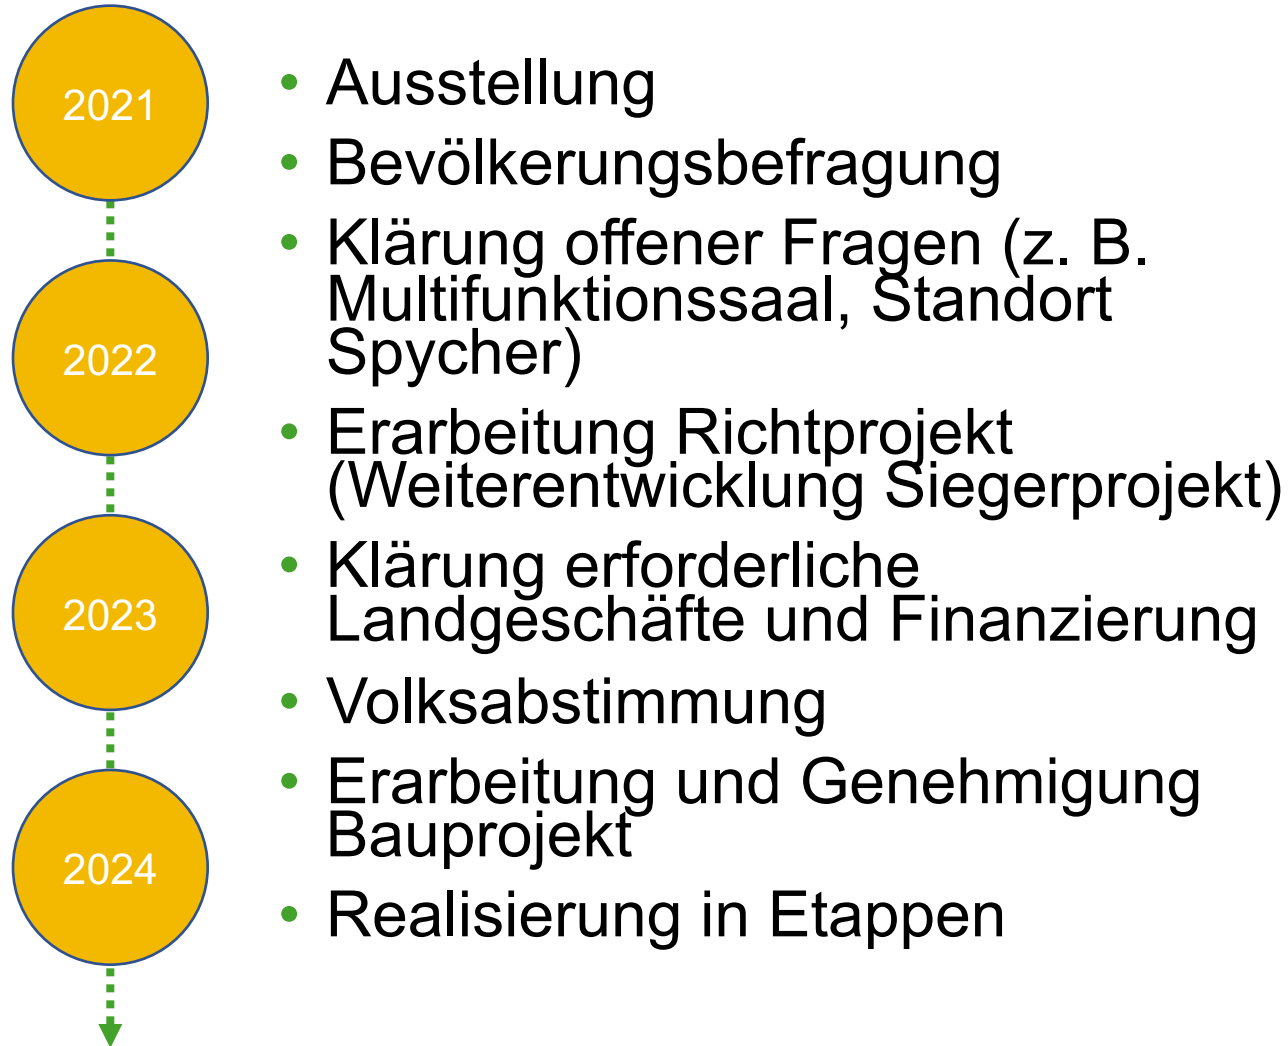 2021
2022
2023
2024
• Ausstellung
• Bevölkerungsbefragung
• Klärung offener Fragen (z. B.
Multifunktionssaal, Standort
Spycher)
• Erarbeitung Richtprojekt
(Weiterentwicklung Siegerprojekt)
• Klärung erforderliche
Landgeschäfte und Finanzierung
• Volksabstimmung
• Erarbeitung und Genehmigung
Bauprojekt
• Realisierung in Etappen